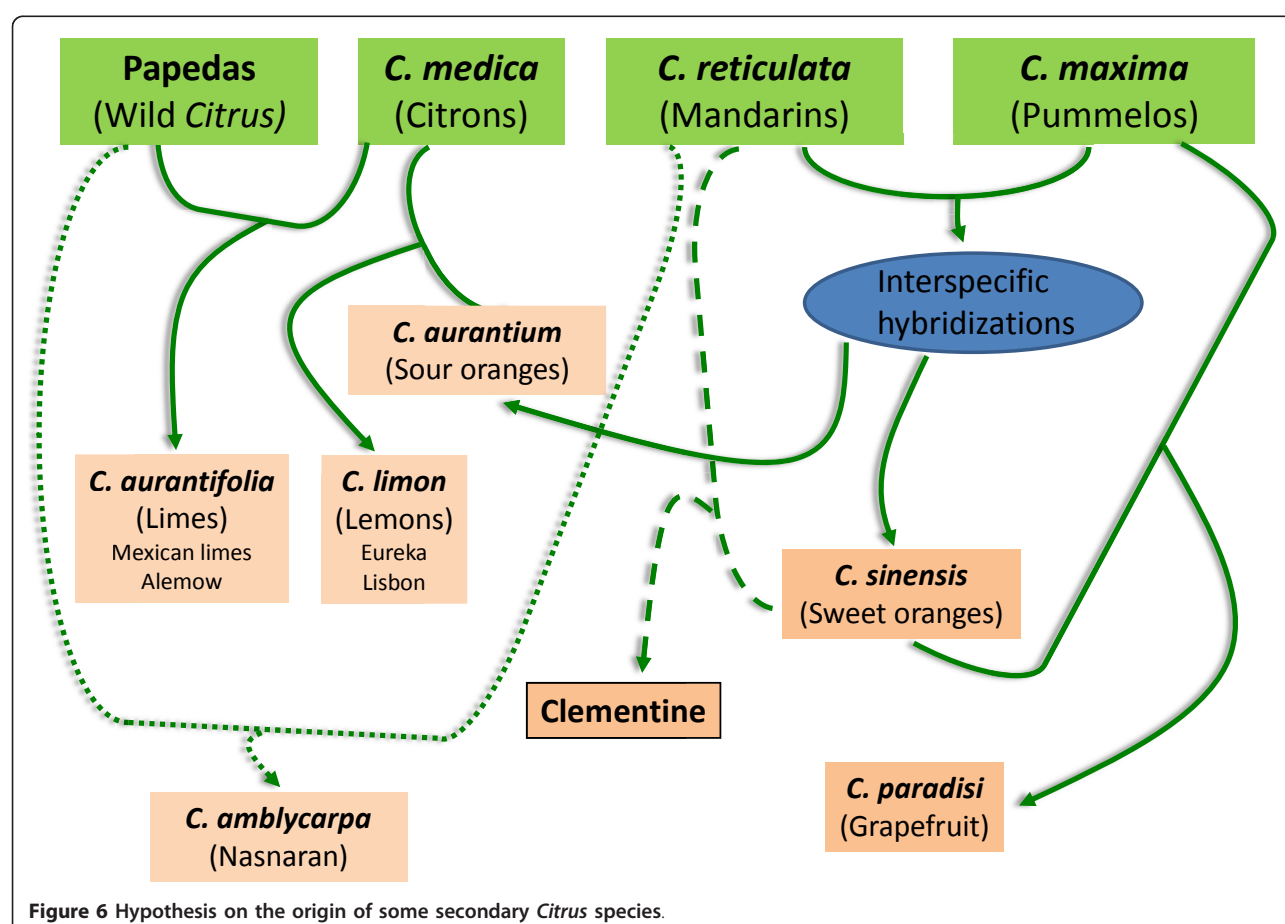 Papedas
(Wild Citrus)
C. medica
(Citrons)
C. reticulata
(Mandarins)
C. maxima
(Pummelos)
Interspecific
hybridizations
C. aurantium
(Sour oranges)
C. aurantifolia
(Limes)
Mexican limes
Alemow
C. limon
(Lemons)
Eureka
Lisbon
C. sinensis
(Sweet oranges)
Clementine
C. paradisi
(Grapefruit)
C. amblycarpa
(Nasnaran)
Figure 6 Hypothesis on the origin of some secondary Citrus species.